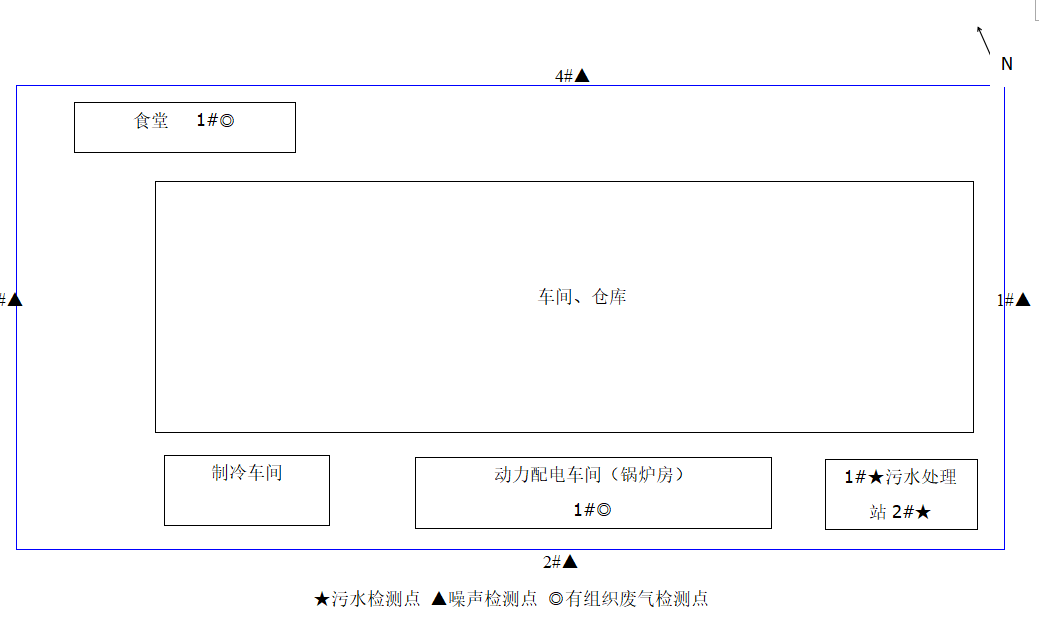 N
4#▲
食堂 1#◎
车间、仓库
#▲
1#▲
制冷车间
动力配电车间（锅炉房）
1#◎
1#★污水处理
站 2#★
2#▲
★污水检测点 ▲噪声检测点 ◎有组织废气检测点